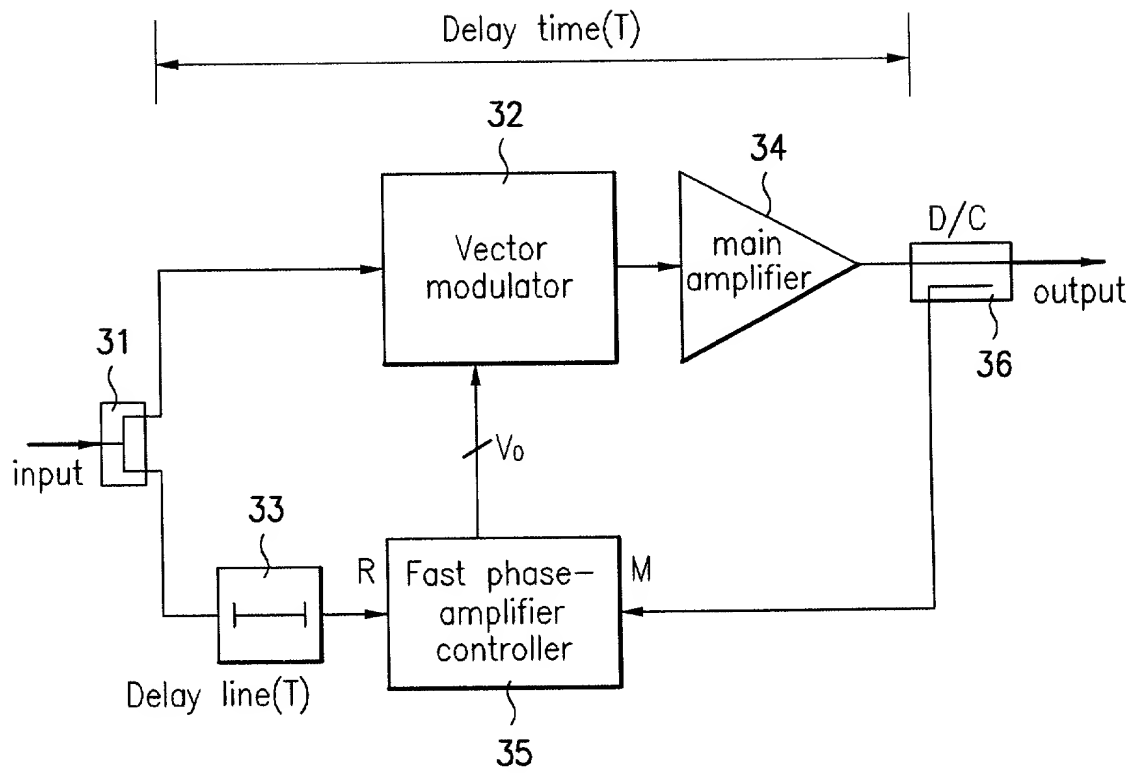 Delay time(T)
32
34
Vector
modulator
main
amplifier
D/C
output
36
31
input
V₀
33
R
Fast phase-
amplifier
controller
M
Delay line(T)
35